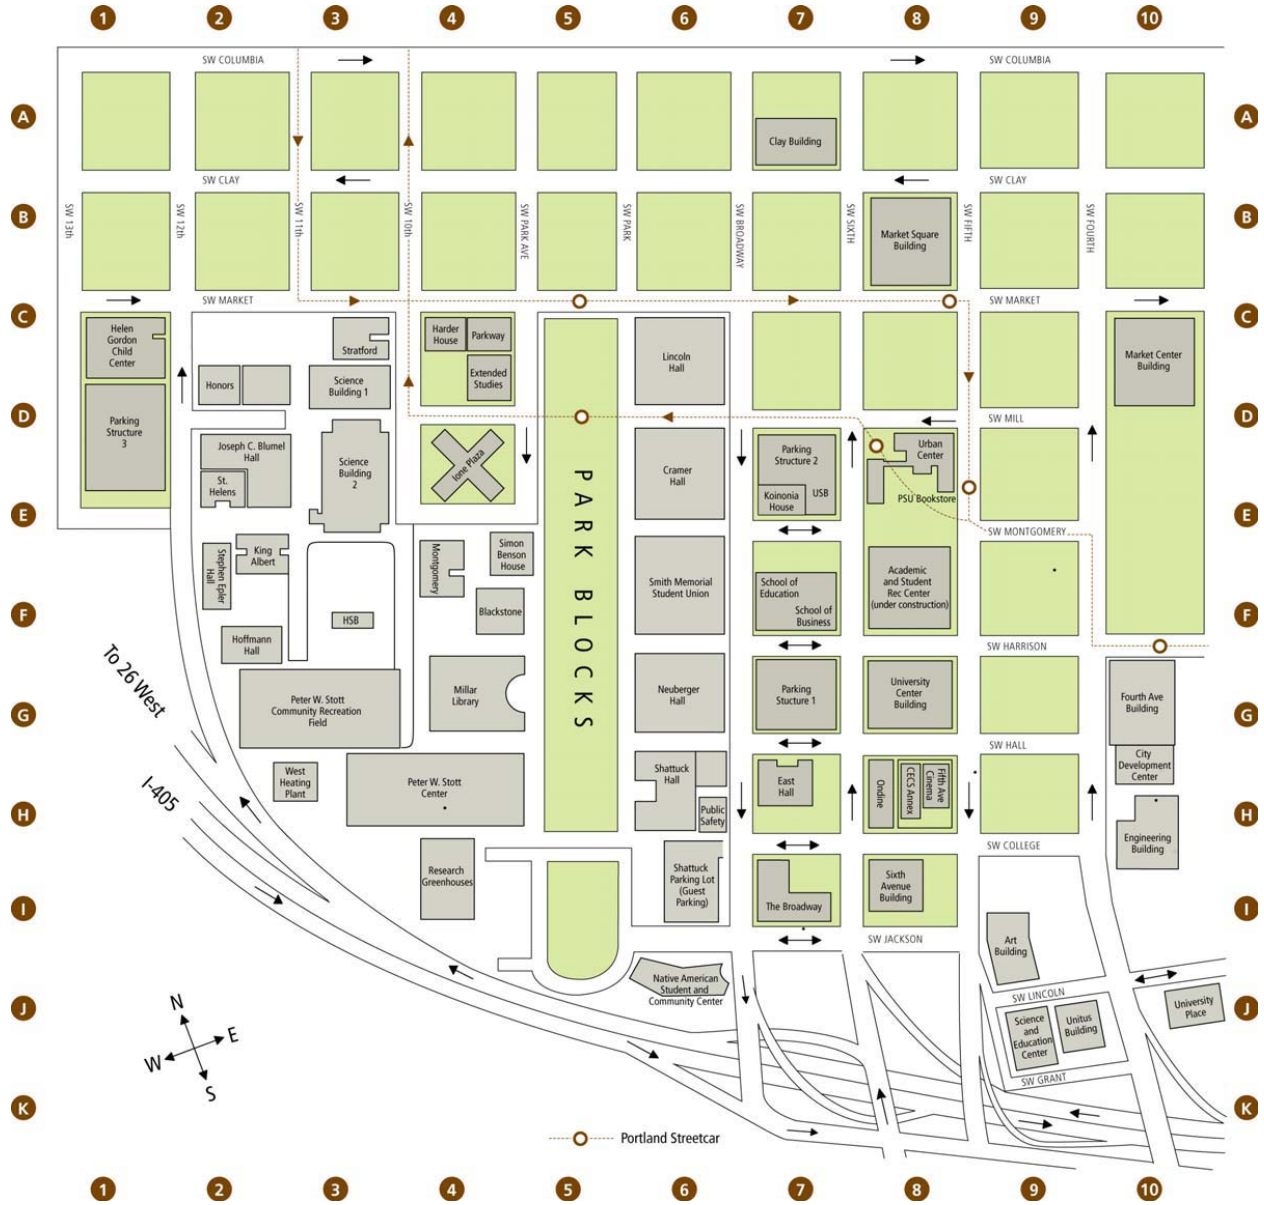 1 2 3 4 5 6 7 8 9 10
SW COLUMBIA
SW COLUMBIA
A
A
Clay Building
SW CLAY
SW CLAY
B
B
SW 13th
SW 12th
SW 11th
SW 10th
SW PARK AVE
SW PARK
SW BROADWAY
SW SIXTH
SW FIFTH
SW FOURTH
Market Square
Building
SW MARKET
SW MARKET
C
C
Helen
Gordon
Child
Center
Stratford
Harder
House
Parkway
Lincoln
Hall
Market Center
Building
Honors
Science
Building 1
Extended
Studies
D
D
SW MILL
Parking
Structure
3
Joseph C. Blumel
Hall
St.
Helens
Science
Building
2
Ione Plaza
PARK BLOCKS
Cramer
Hall
Parking
Structure 2
Koinonia
House
USB
Urban
Center
PSU Bookstore
E
E
SW MONTGOMERY
Stephen Epler
Hall
King
Albert
Montgomery
Simon
Benson
House
Smith Memorial
Student Union
School of
Education
School of
Business
Academic
and Student
Rec Center
(under construction)
Blackstone
F
F
HSB
Hoffmann
Hall
SW HARRISON
To 26 West
Peter W. Stott
Community Recreation
Field
Millar
Library
Neuberger
Hall
Parking
Stucture 1
University
Center
Building
Fourth Ave
Building
G
G
SW HALL
City
Development
Center
I-405
West
Heating
Plant
Peter W. Stott
Center
Shattuck
Hall
Public
Safety
East
Hall
Ondine
CECS Annex
Fifth Ave
Cinema
H
H
Engineering
Building
SW COLLEGE
Research
Greenhouses
Shattuck
Parking Lot
(Guest
Parking)
The Broadway
Sixth
Avenue
Building
I
I
SW JACKSON
Art
Building
Native American
Student and
Community Center
SW LINCOLN
University
Place
J
J
Science
and
Education
Center
Unitus
Building
SW GRANT
N
W
E
S
K
K
Portland Streetcar
1 2 3 4 5 6 7 8 9 10